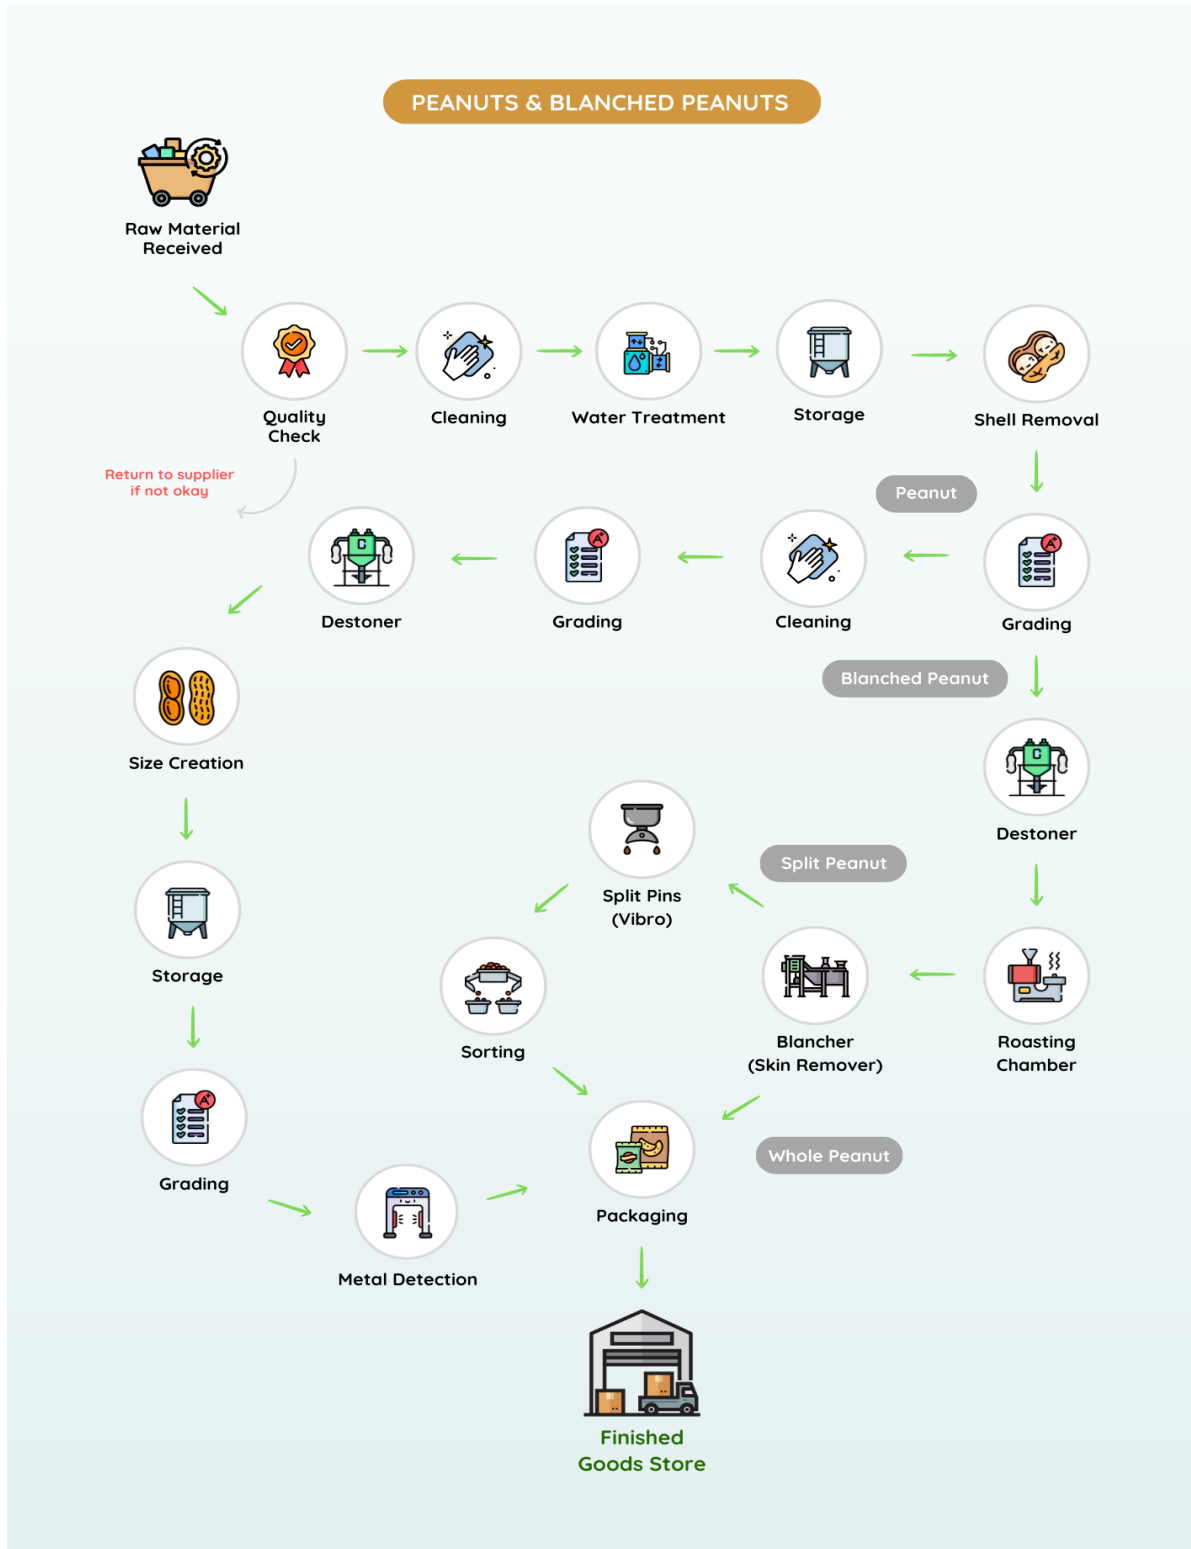 PEANUTS & BLANCHED PEANUTS
Raw Material
Received
Quality
Check
Cleaning
Water Treatment
Storage
Shell Removal
Return to supplier
if not okay
Peanut
Destoner
Grading
Cleaning
Grading
Blanched Peanut
Size Creation
Destoner
Split Peanut
Split Pins
(Vibro)
Storage
Sorting
Blancher
(Skin Remover)
Roasting
Chamber
Whole Peanut
Grading
Packaging
Metal Detection
Finished
Goods Store